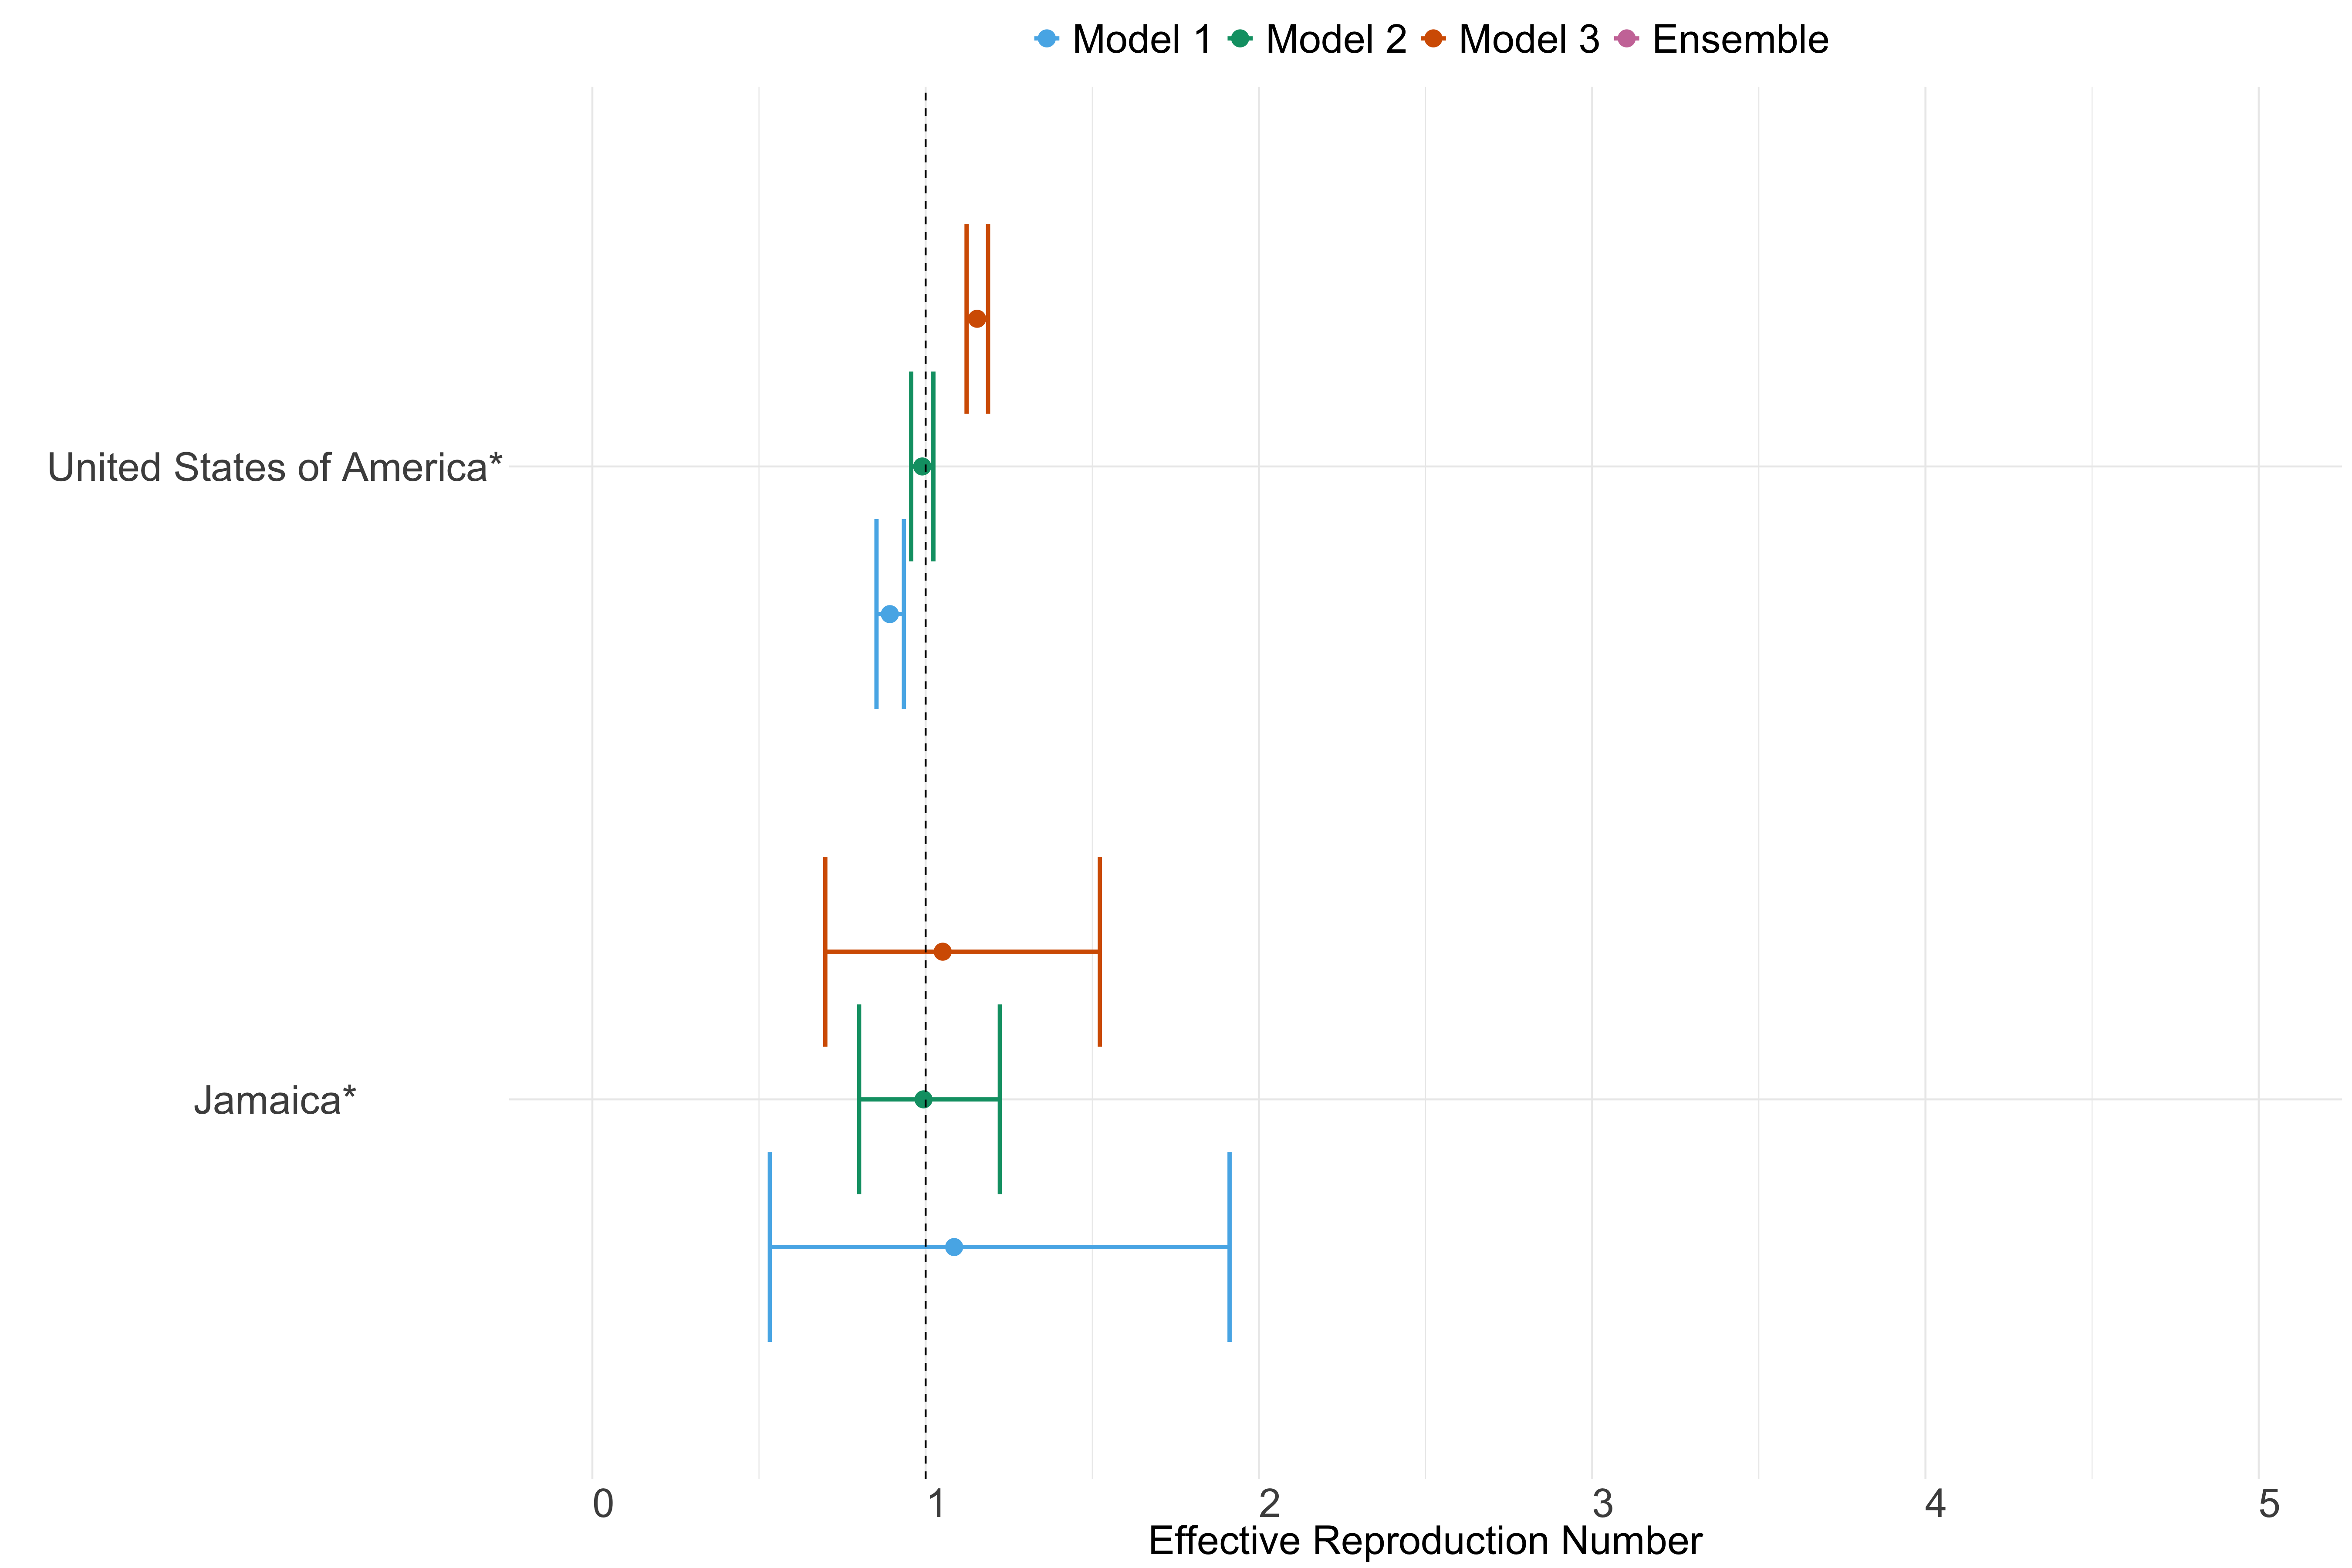 Model 1 Model 2 Model 3 Ensemble
United States of America*
Jamaica*
0 1 2 3 4 5
Effective Reproduction Number